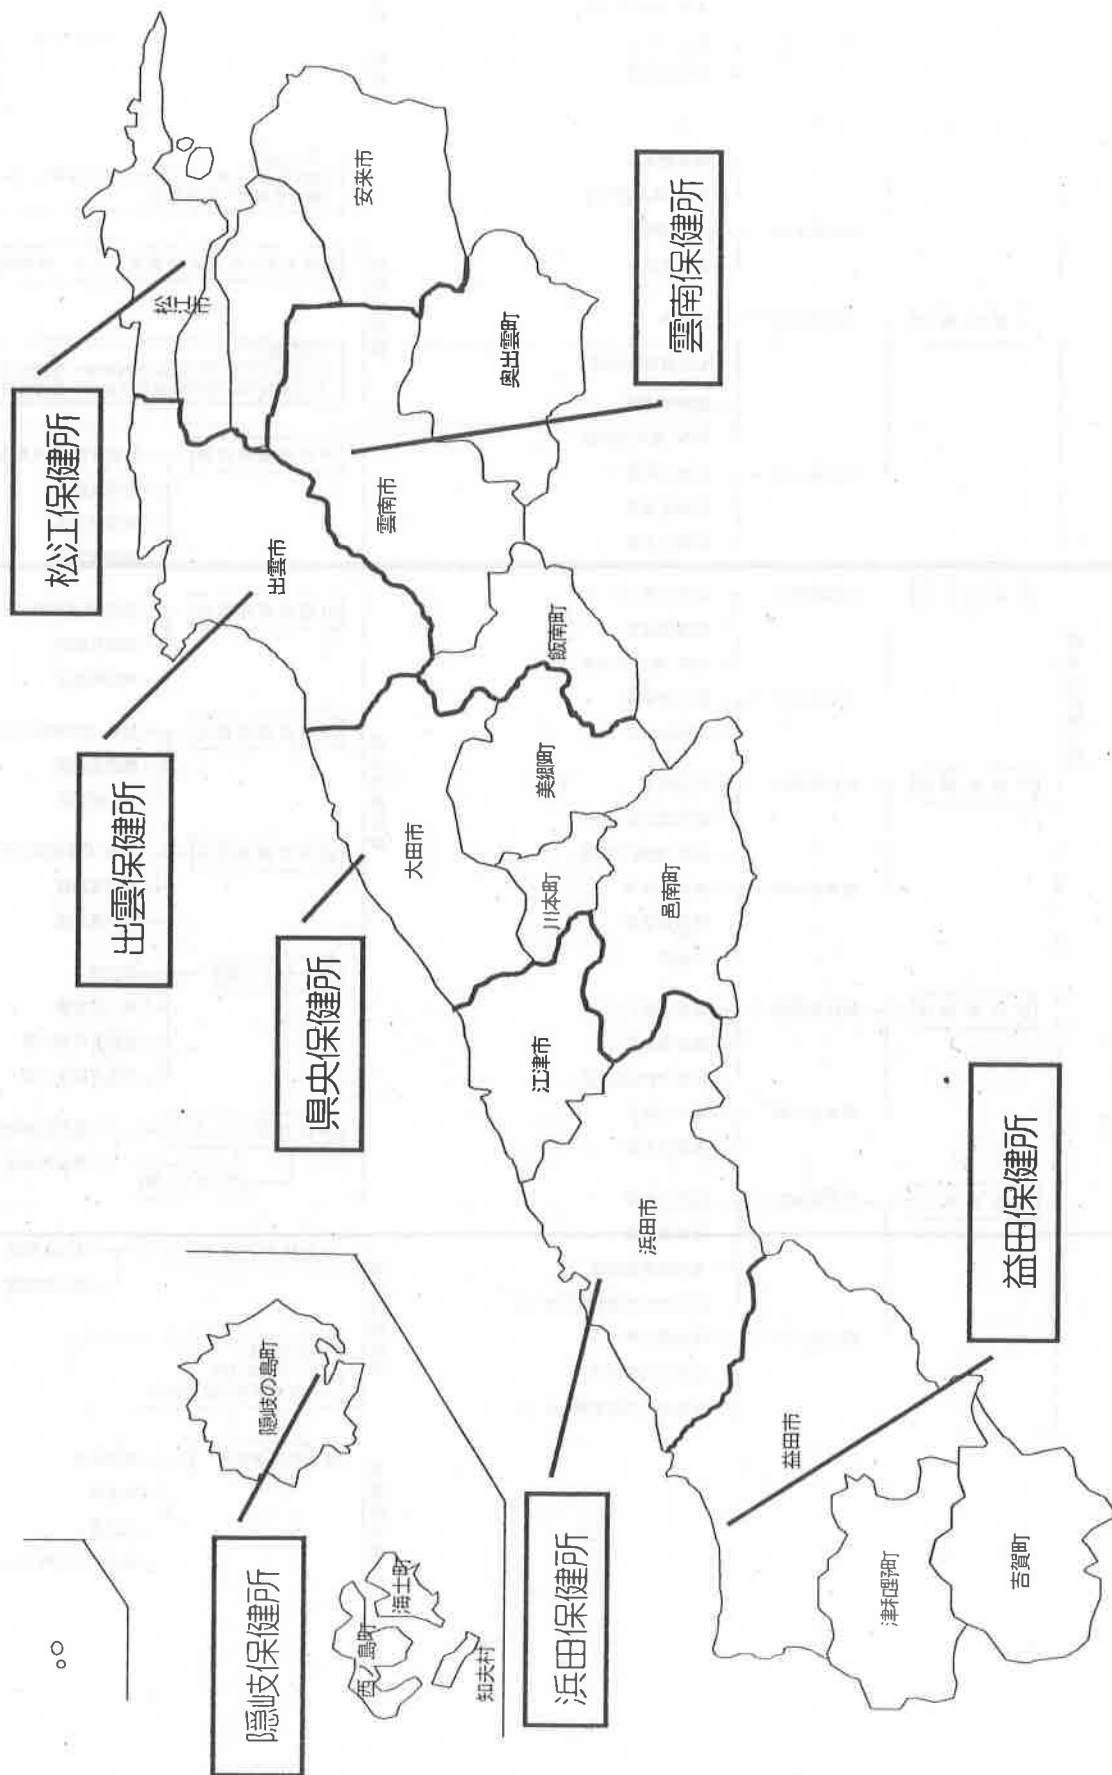 松江保健所
出雲保健所
県央保健所
雲南保健所
隠岐保健所
浜田保健所
益田保健所
松江市
安来市
出雲市
雲南市
奥出雲町
飯南町
大田市
美郷町
川本町
邑南町
江津市
浜田市
益田市
津和野町
吉賀町
隠岐の島町
海士町
西ノ島町
知夫村